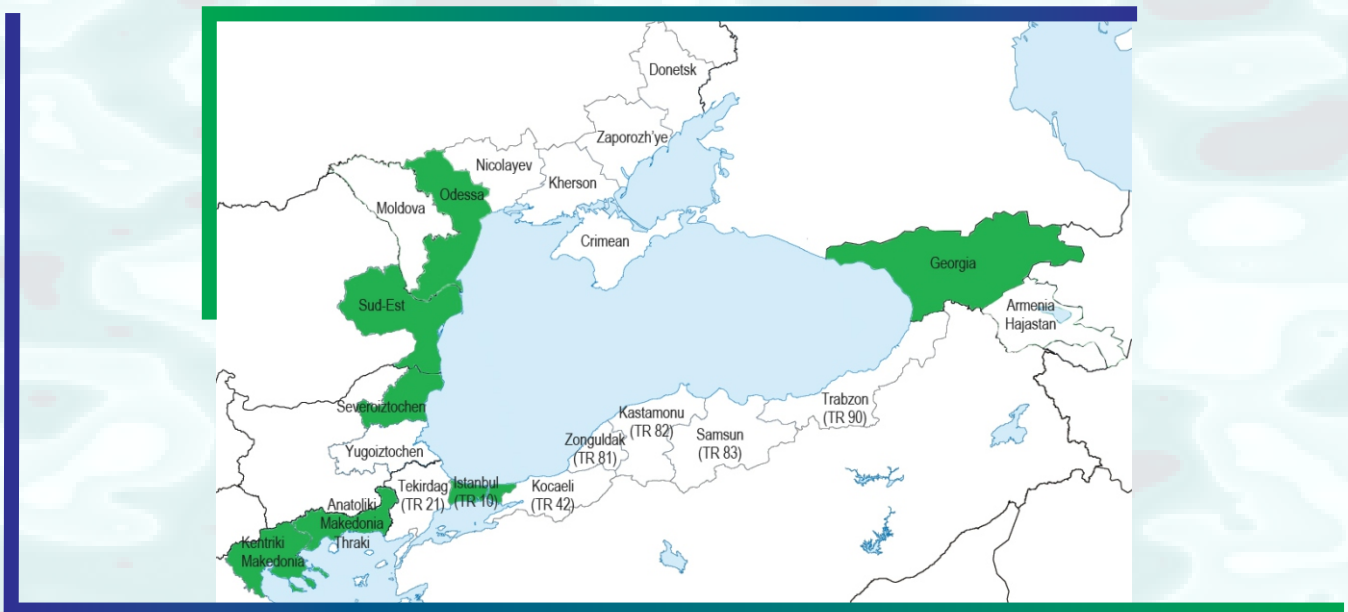 Donetsk
Zaporozh'ye
Nicolayev
Kherson
Odessa
Moldova
Crimean
Georgia
Sud-Est
Armenia
Hajastan
Severoiztochen
Trabzon
(TR 90)
Kastamonu
(TR 82)
Samsun
(TR 83)
Zonguldak
(TR 81)
Yugoiztochen
Tekirdag
(TR 21)
Istanbul
(TR 10)
Kocaeli
(TR 42)
Anatoliki
Makedonia
Thraki
Kentriki
Makedonia